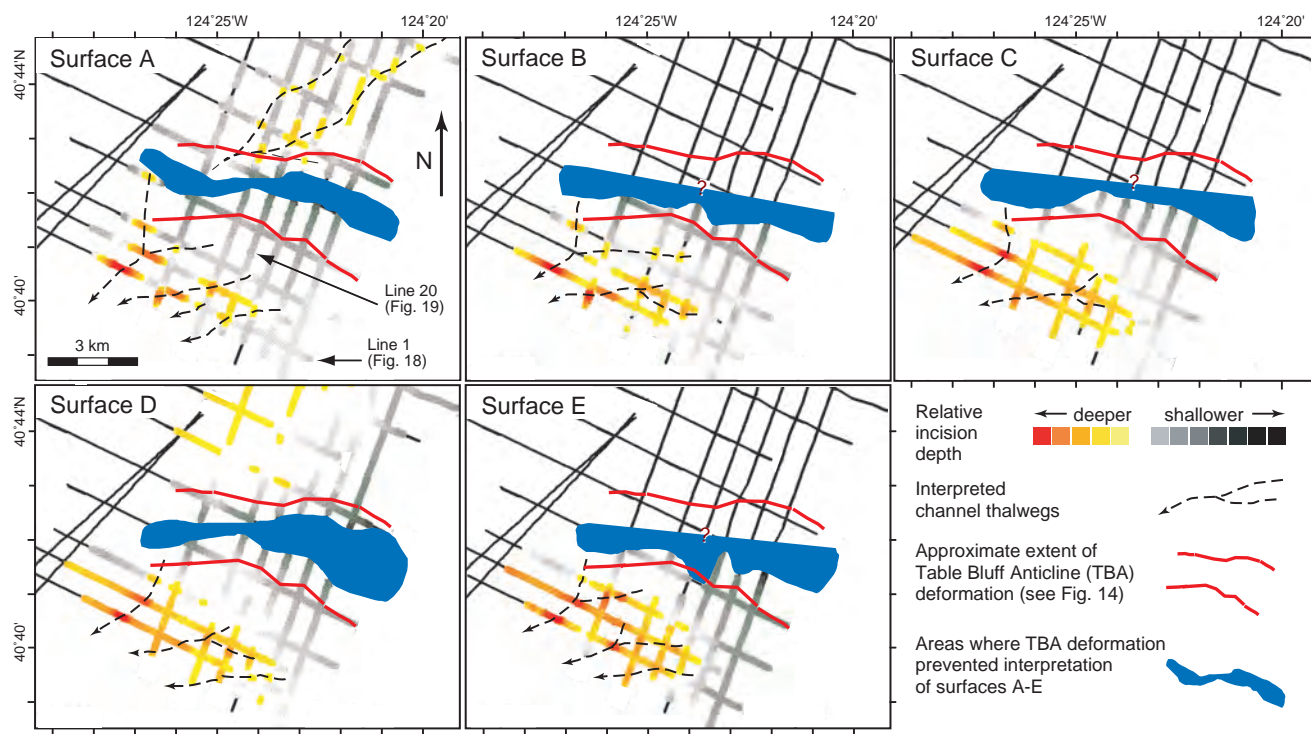 124°25'W 124°20' 124°25'W 124°20' 124°25'W 124°20'
Surface A
Surface B
Surface C
40°44'N
N
?
?
40°40'
Line 20
(Fig. 19)
3 km
Line 1
(Fig. 18)
Surface D
Surface E
40°44'N
?
40°40'
Relative
incision
depth
deeper
shallower
Interpreted
channel thalwegs
Approximate extent of
Table Bluff Anticline (TBA)
deformation (see Fig. 14)
Areas where TBA deformation
prevented interpretation
of surfaces A-E